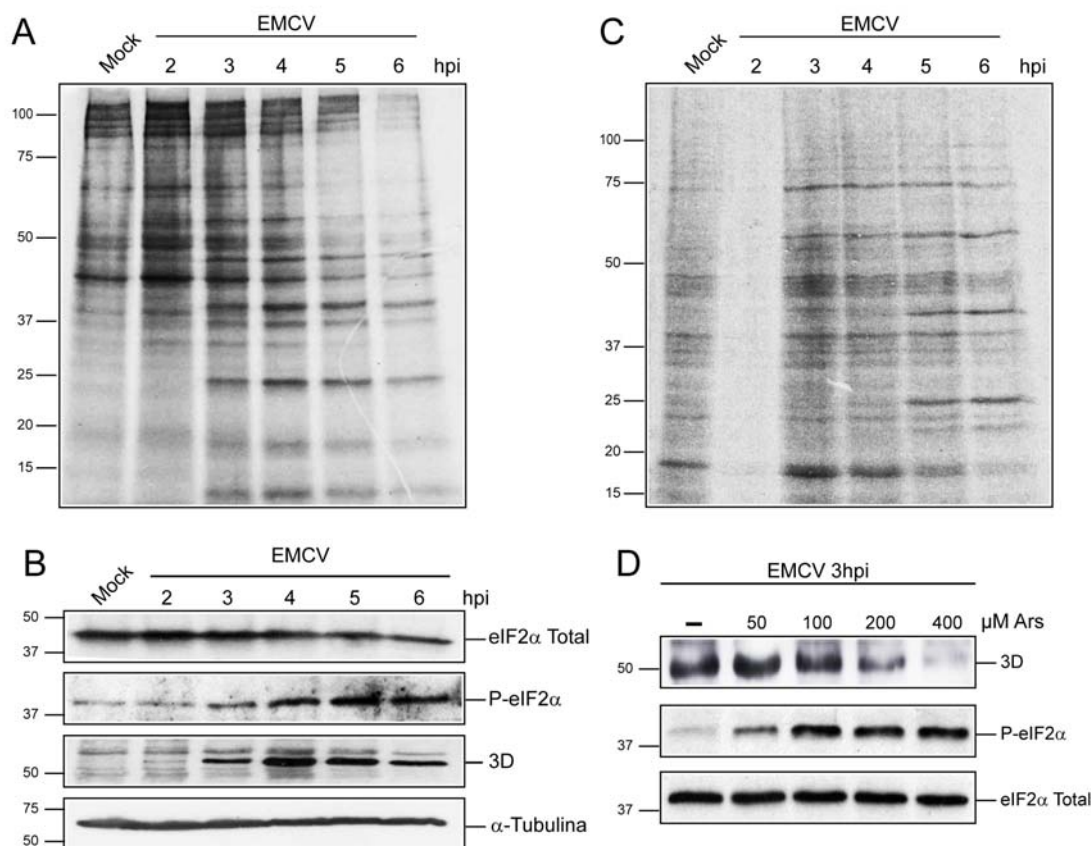 A
EMCV
Mock 2 3 4 5 6 hpi
100
75
50
37
25
20
15
C
EMCV
Mock 2 3 4 5 6 hpi
100
75
50
37
25
20
15
B
EMCV
Mock 2 3 4 5 6 hpi
50
37
eIF2α Total
37
P-eIF2α
50
3D
75
50
α-Tubulina
D
EMCV 3hpi
– 50 100 200 400 µM Ars
50
3D
37
P-eIF2α
37
eIF2α Total